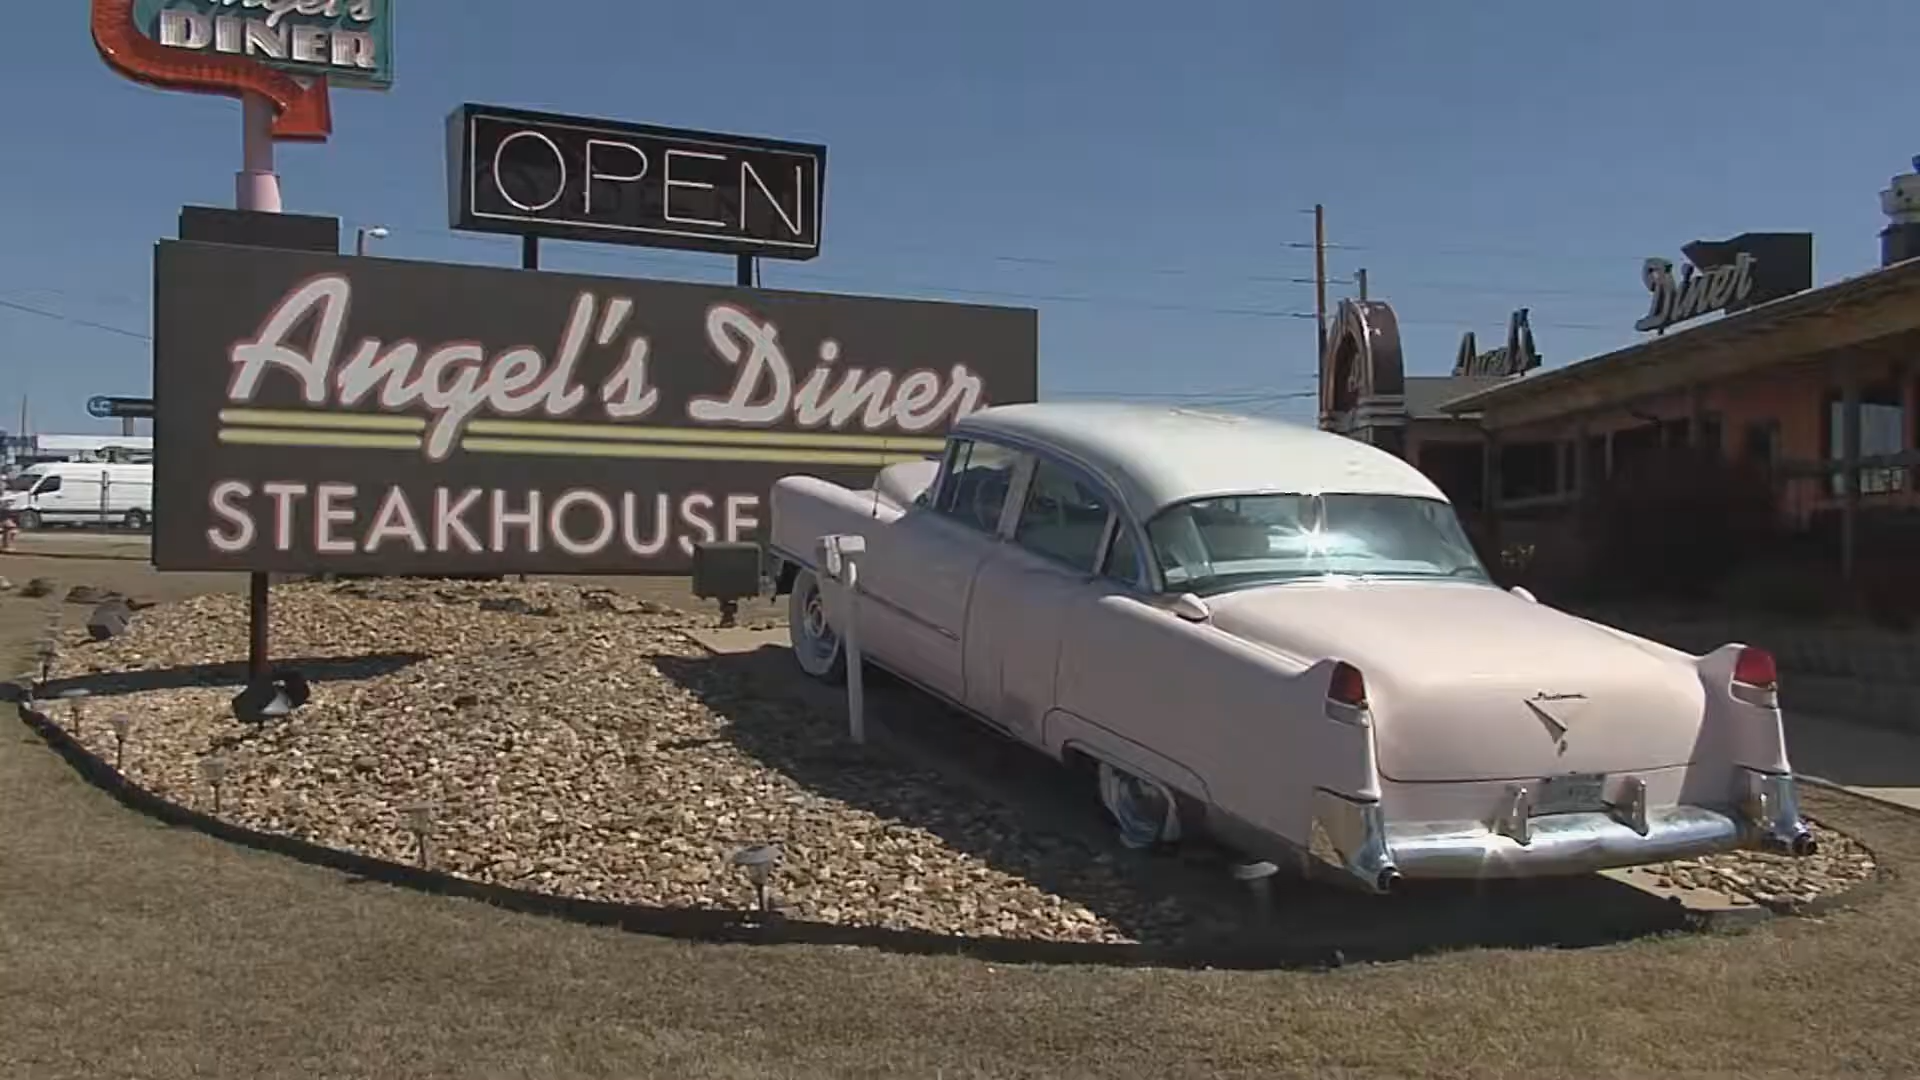 Angel's
DINER
OPEN
Angel's Diner
STEAKHOUSE
Angel's
Diner